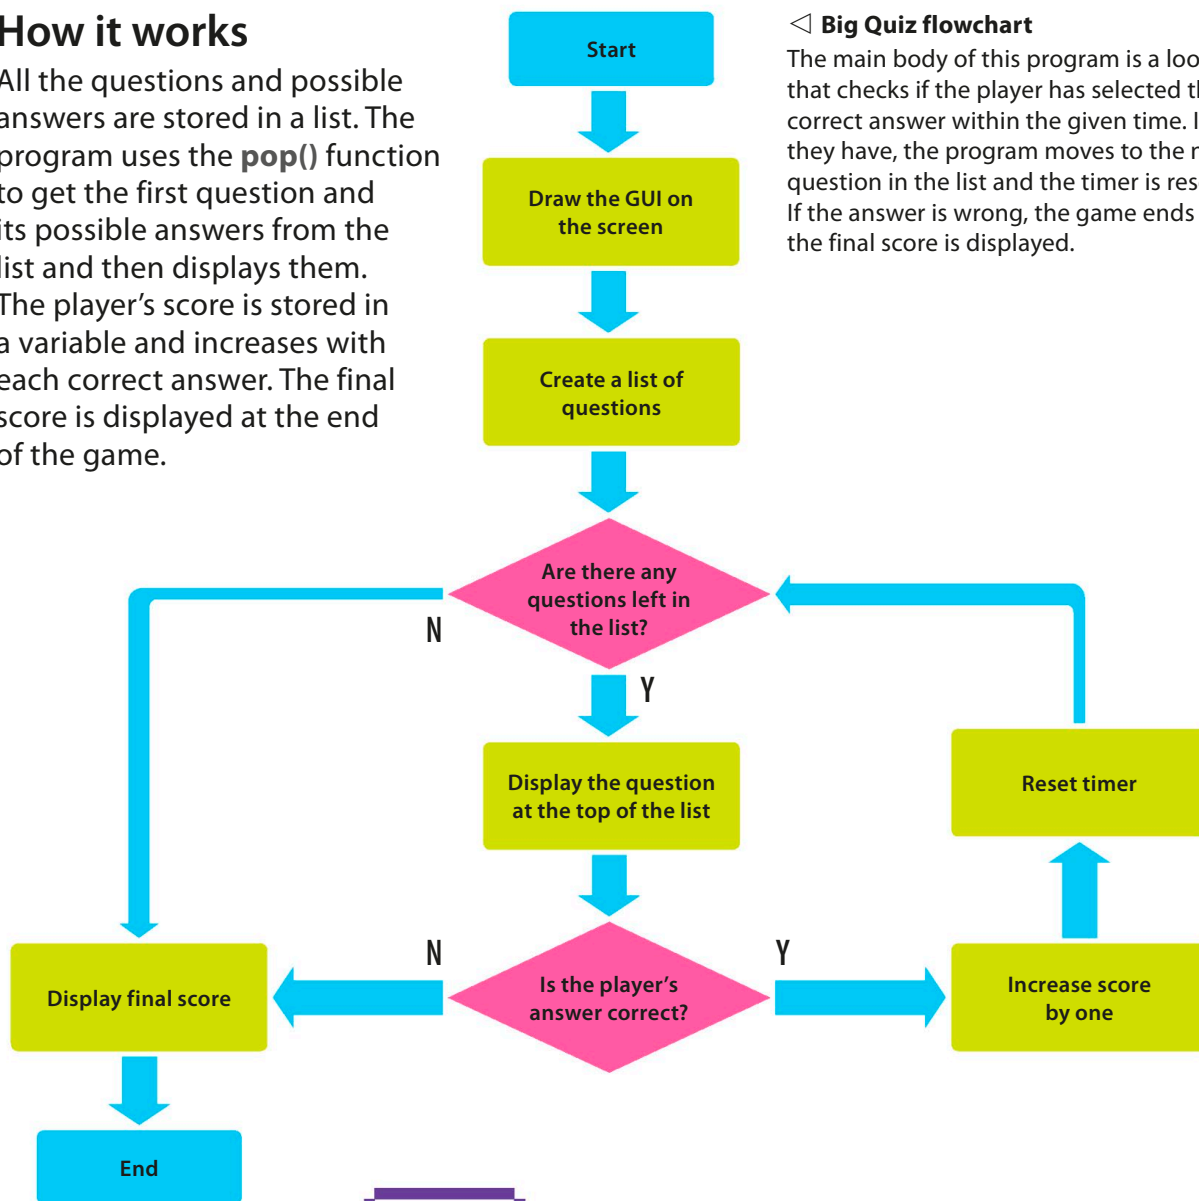 How it works
All the questions and possible
answers are stored in a list. The
program uses the pop() function
to get the first question and
its possible answers from the
list and then displays them.
The player's score is stored in
a variable and increases with
each correct answer. The final
score is displayed at the end
of the game.
◁ Big Quiz flowchart
The main body of this program is a loo
that checks if the player has selected th
correct answer within the given time. I
they have, the program moves to the n
question in the list and the timer is rese
If the answer is wrong, the game ends
the final score is displayed.
Start
Draw the GUI on
the screen
Create a list of
questions
Are there any
questions left in
the list?
N
Y
Display the question
at the top of the list
Reset timer
Is the player's
answer correct?
N
Y
Display final score
Increase score
by one
End